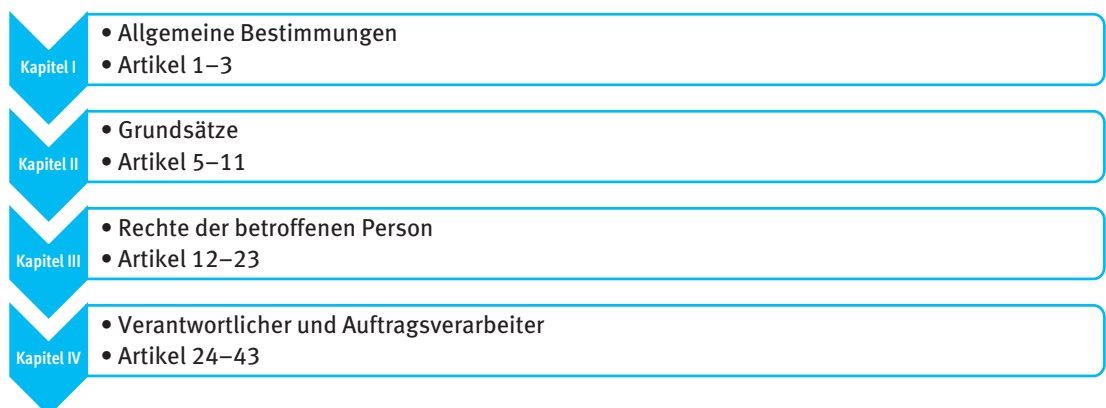 Kapitel I
• Allgemeine Bestimmungen
• Artikel 1–3
Kapitel II
• Grundsätze
• Artikel 5–11
Kapitel III
• Rechte der betroffenen Person
• Artikel 12–23
Kapitel IV
• Verantwortlicher und Auftragsverarbeiter
• Artikel 24–43